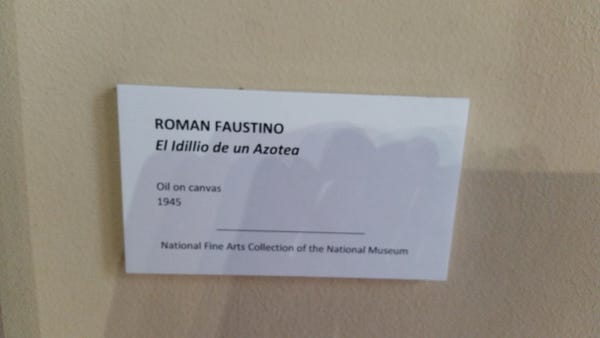 ROMAN FAUSTINO
El Idillio de un Azotea
Oil on canvas
1945
National Fine Arts Collection of the National Museum